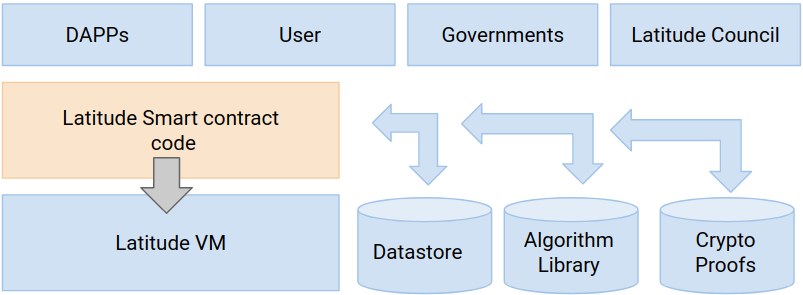 DAPPs
User
Governments
Latitude Council
Latitude Smart contract
code
Latitude VM
Datastore
Algorithm
Library
Crypto
Proofs